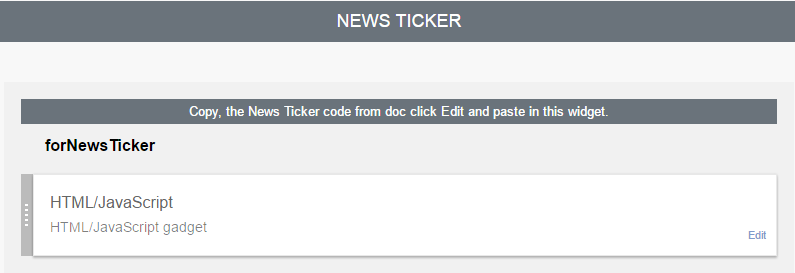 NEWS TICKER
Copy, the News Ticker code from doc click Edit and paste in this widget.
forNewsTicker
HTML/JavaScript
HTML/JavaScript gadget
Edit